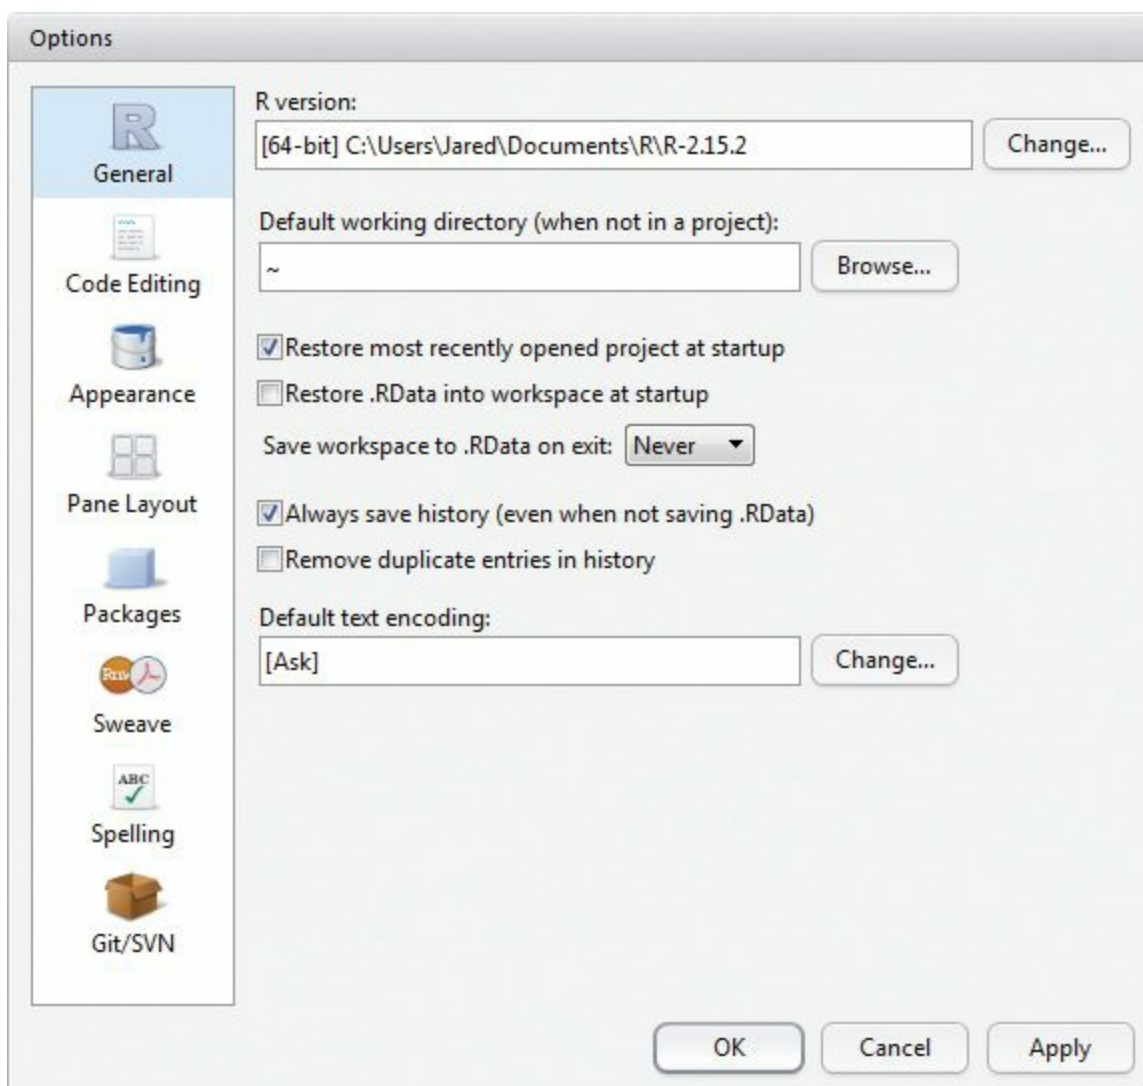 Options
R
General
Code Editing
Appearance
Pane Layout
Packages
Rnw
Sweave
ABC
Spelling
Git/SVN
R version:
[64-bit] C:\Users\Jared\Documents\R\R-2.15.2
Change...
Default working directory (when not in a project):
~
Browse...
Restore most recently opened project at startup
Restore .RData into workspace at startup
Save workspace to .RData on exit: Never
Always save history (even when not saving .RData)
Remove duplicate entries in history
Default text encoding:
[Ask]
Change...
OK
Cancel
Apply